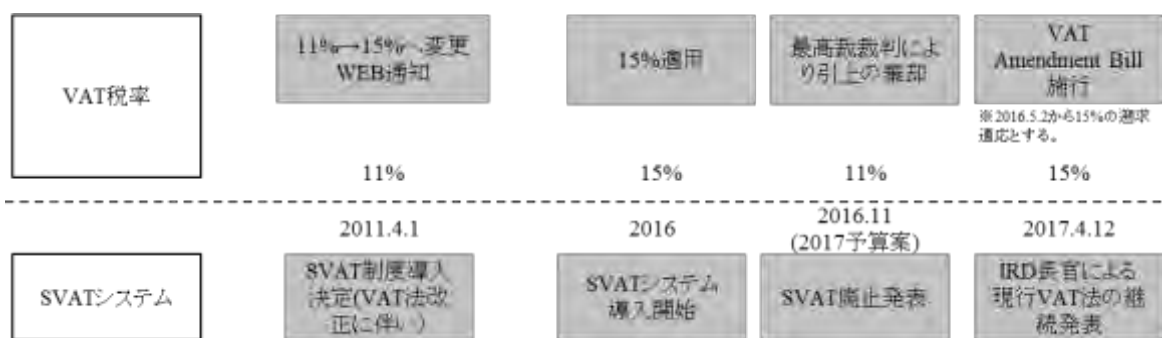 VAT税率
11%→15%へ変更
WEB通知
15%適用
最高裁裁判によ
り引上の棄却
VAT
Amendment Bill
施行
※2016.5.2から15%の遡求
適応とする。
11%
15%
11%
15%
2011.4.1
2016
2016.11
(2017予算案)
2017.4.12
SVATシステム
SVAT制度導入
決定(VAT法改
正に伴い)
SVATシステム
導入開始
SVAT廃止発表
IRD長官による
現行VAT法の継
続発表